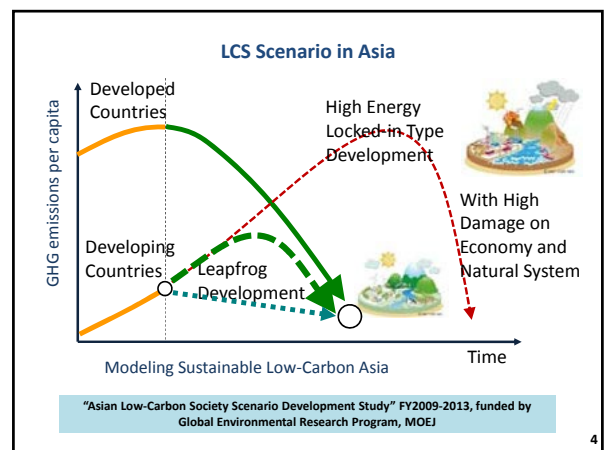 LCS Scenario in Asia
Developed
Countries
High Energy
Locked-in Type
Development
GHG emissions per capita
With High
Damage on
Economy and
Natural System
Developing
Countries
Leapfrog
Development
Time
Modeling Sustainable Low-Carbon Asia
"Asian Low-Carbon Society Scenario Development Study" FY2009-2013, funded by
Global Environmental Research Program, MOEJ
4